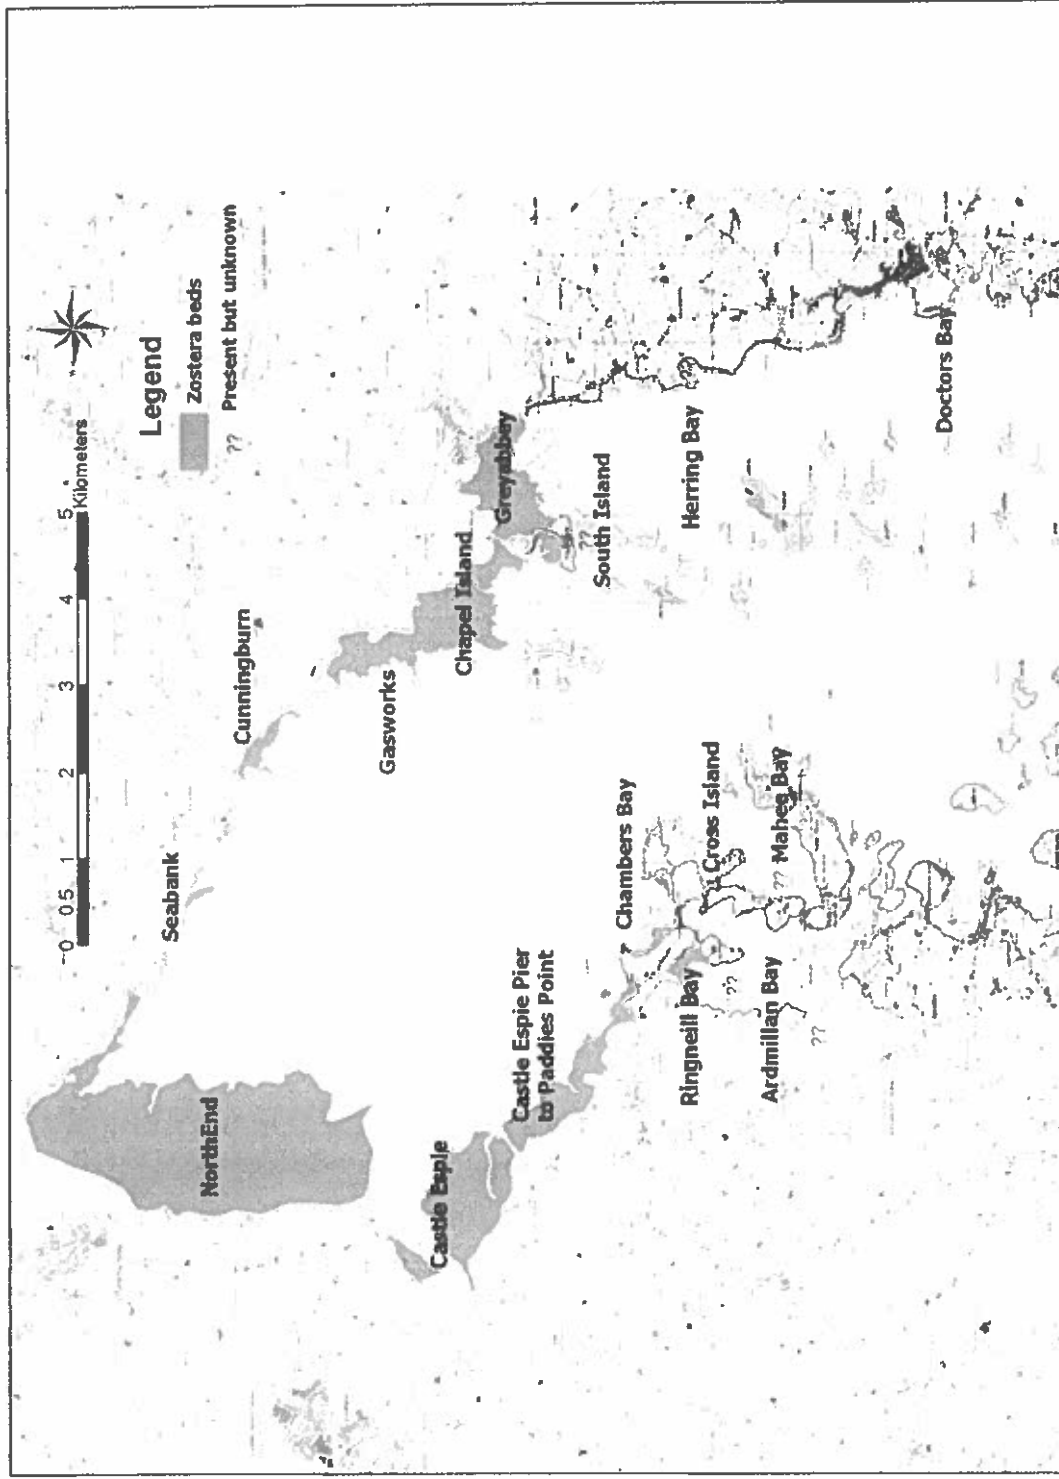 0 0.5 1 2 3 4 5
Kilometers
Legend
Zostera beds
?? Present but unknown
Seabank
Cunningburn
NorthEnd
Gasworks
Chapel Island
Greyabbey
Castle Espie
Castle Espie Pier
to Paddies Point
South Island
??
Chambers Bay
Herring Bay
??
Ringneill Bay
Cross Island
??
Ardmillan Bay
??
Mahee Bay
??
Doctors Bay